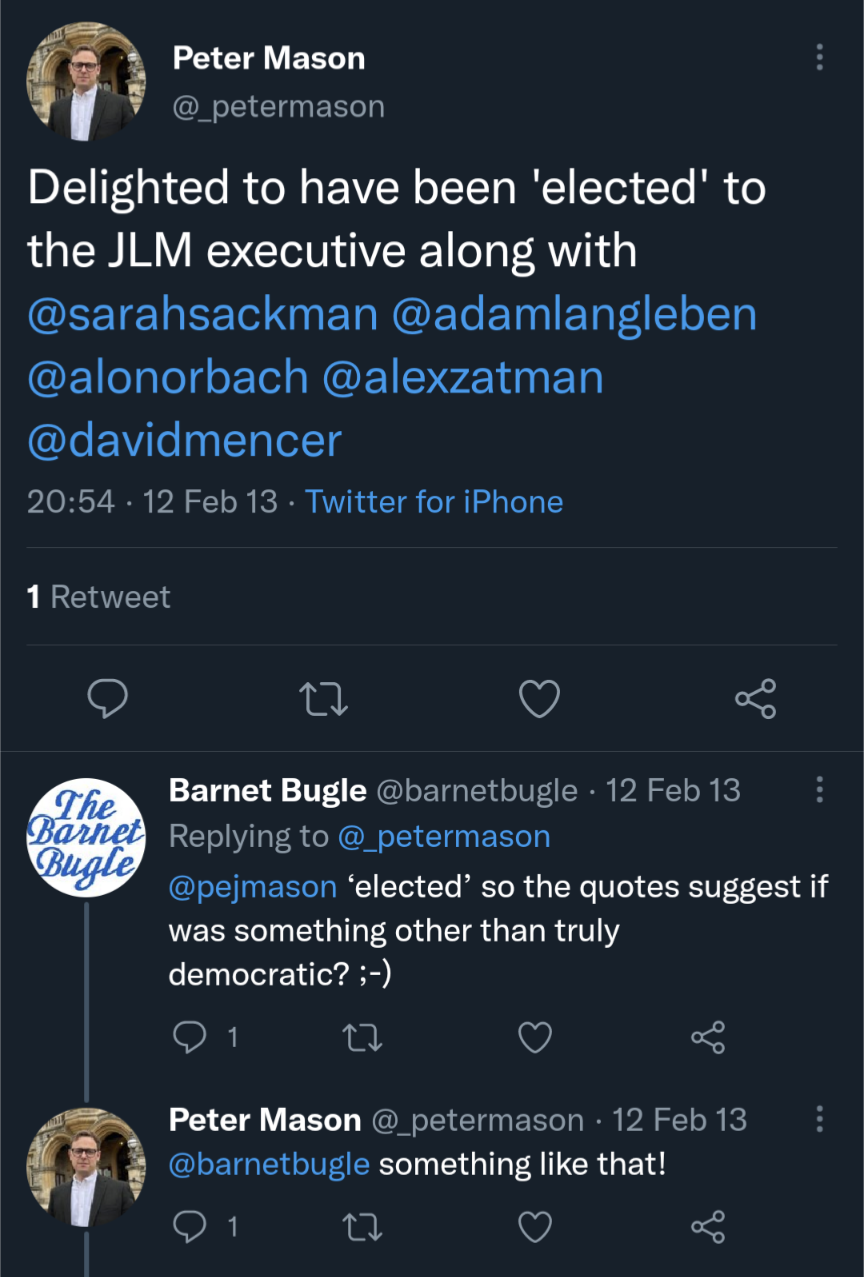 Peter Mason
@_petermason
Delighted to have been 'elected' to
the JLM executive along with
@sarahsackman @adamlangleben
@alonorbach @alexzatman
@davidmencer
20:54 · 12 Feb 13 · Twitter for iPhone
1 Retweet
The
Barnet
Bugle
Barnet Bugle @barnetbugle · 12 Feb 13
Replying to @_petermason
@pejmason ‘elected’ so the quotes suggest if
was something other than truly
democratic? ;-)
1
Peter Mason @_petermason · 12 Feb 13
@barnetbugle something like that!
1